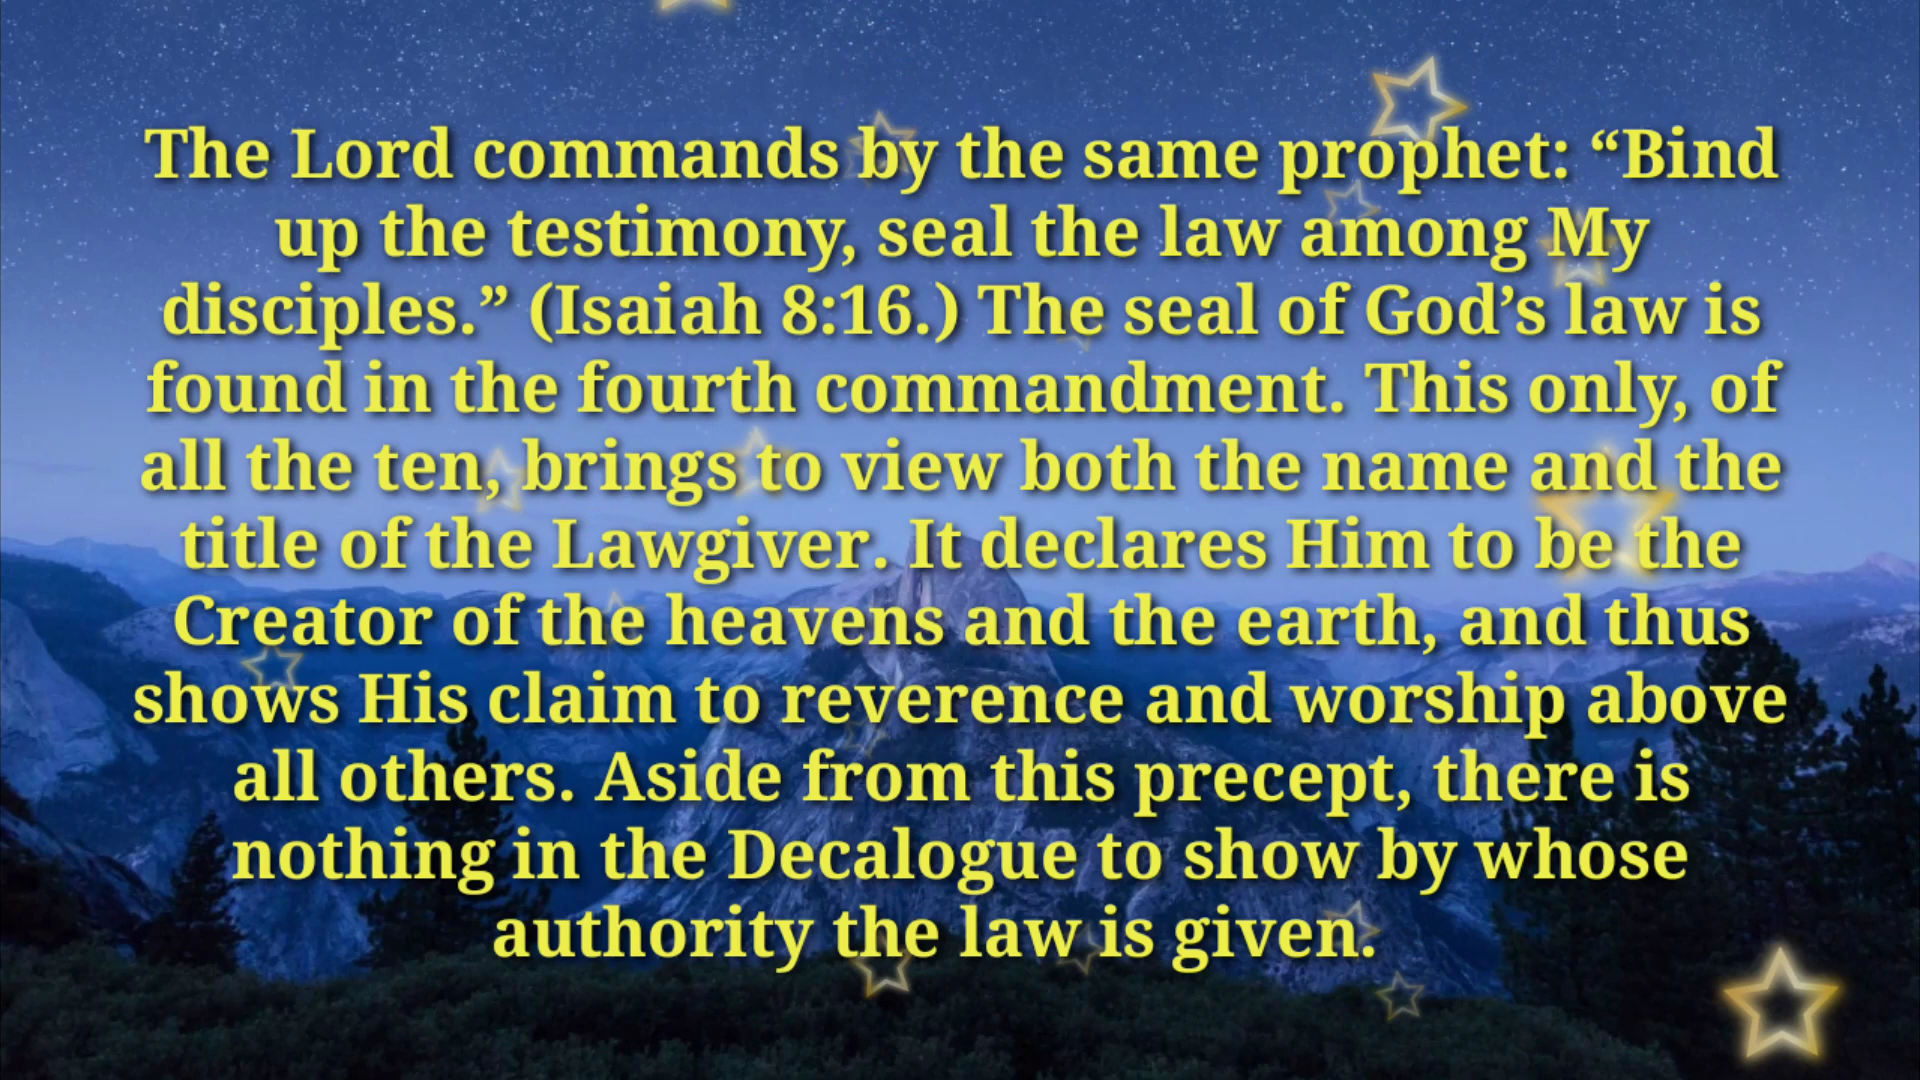 The Lord commands by the same prophet: “Bind
up the testimony, seal the law among My
disciples.” (Isaiah 8:16.) The seal of God’s law is
found in the fourth commandment. This only, of
all the ten, brings to view both the name and the
title of the Lawgiver. It declares Him to be the
Creator of the heavens and the earth, and thus
shows His claim to reverence and worship above
all others. Aside from this precept, there is
nothing in the Decalogue to show by whose
authority the law is given.